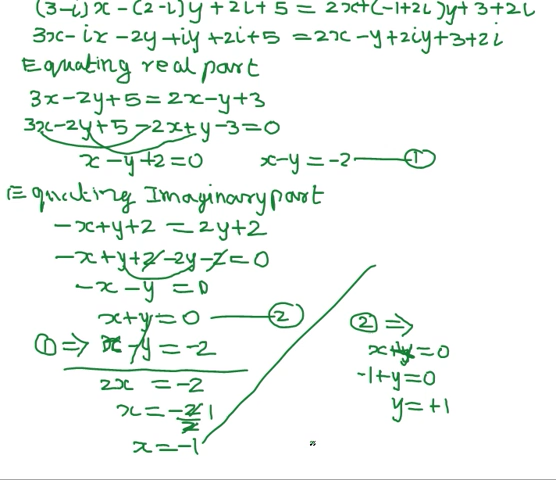 (3-i)x - (2-i)y + 2i + 5 = 2x + (-1+2i)y + 3 + 2i
3x - ix - 2y + iy + 2i + 5 = 2x - y + 2iy + 3 + 2i
Equating real part
3x - 2y + 5 = 2x - y + 3
3x - 2y + 5 - 2x + y - 3 = 0
x - y + 2 = 0 x - y = -2 ①
Equating Imaginary part
-x + y + 2 = 2y + 2
-x + y + 2 - 2y - 2 = 0
-x - y = 0
x + y = 0 ②
① ⇒ x - y = -2
2x = -2
x = -2/2 1
x = -1
② ⇒
x + y = 0
-1 + y = 0
y = +1